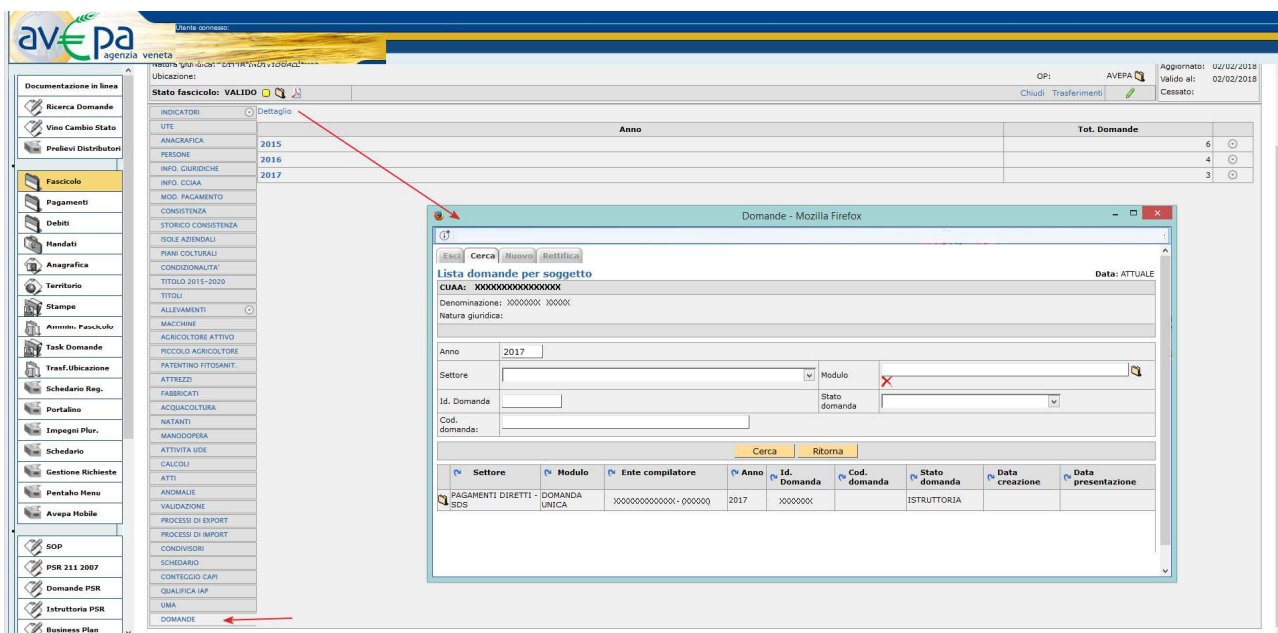 Utente connesso:
av€pa
agenzia veneta
Ubicazione:
OP: AVEPA
Aggiornato: 02/02/2018
Valido al: 02/02/2018
Stato fascicolo: VALIDO
Chiudi Trasferimenti
Cessato:
Documentazione in linea
Ricerca Domande
Vino Cambio Stato
Prelievi Distributori
Fascicolo
Pagamenti
Debiti
Mandati
Anagrafica
Territorio
Stampe
Ammin. Fascicolo
Task Domande
Trasf.Ubicazione
Schedario Reg.
Portalino
Impegni Plur.
Schedario
Gestione Richieste
Pentaho Menu
Avepa Mobile
SOP
PSR 211 2007
Domande PSR
Istruttoria PSR
Business Plan
INDICATORI
UTE
ANAGRAFICA
PERSONE
INFO. GIURIDICHE
INFO. CCIAA
MOD. PAGAMENTO
CONSISTENZA
STORICO CONSISTENZA
ISOLE AZIENDALI
PIANI COLTURALI
CONDIZIONALITA'
TITOLO 2015-2020
TITOLI
ALLEVAMENTI
MACCHINE
AGRICOLTORE ATTIVO
PICCOLO AGRICOLTORE
PATENTINO FITOSANIT.
ATTREZZI
FABBRICATI
ACQUACOLTURA
NATANTI
MANODOPERA
ATTIVITA UDE
CALCOLI
ATTI
ANOMALIE
VALIDAZIONE
PROCESSI DI EXPORT
PROCESSI DI IMPORT
CONDIVISORI
SCHEDARIO
CONTEGGIO CAPI
QUALIFICA IAP
UMA
DOMANDE
Dettaglio
Anno Tot. Domande
2015 6
2016 4
2017 3
Domande - Mozilla Firefox
Esci Cerca Nuovo Rettifica
Lista domande per soggetto
Data: ATTUALE
CUAA: XXXXXXXXXXXXXXXX
Denominazione: XXXXXXX XXXXX
Natura giuridica:
Anno 2017
Settore Modulo
Id. Domanda Stato domanda
Cod. domanda:
Cerca Ritorna
Settore Modulo Ente compilatore Anno Id. Domanda Cod. domanda Stato domanda Data creazione Data presentazione
PAGAMENTI DIRETTI - SDS DOMANDA UNICA XXXXXXXXXXXXX - (XXXXXX) 2017 XXXXXXX ISTRUTTORIA